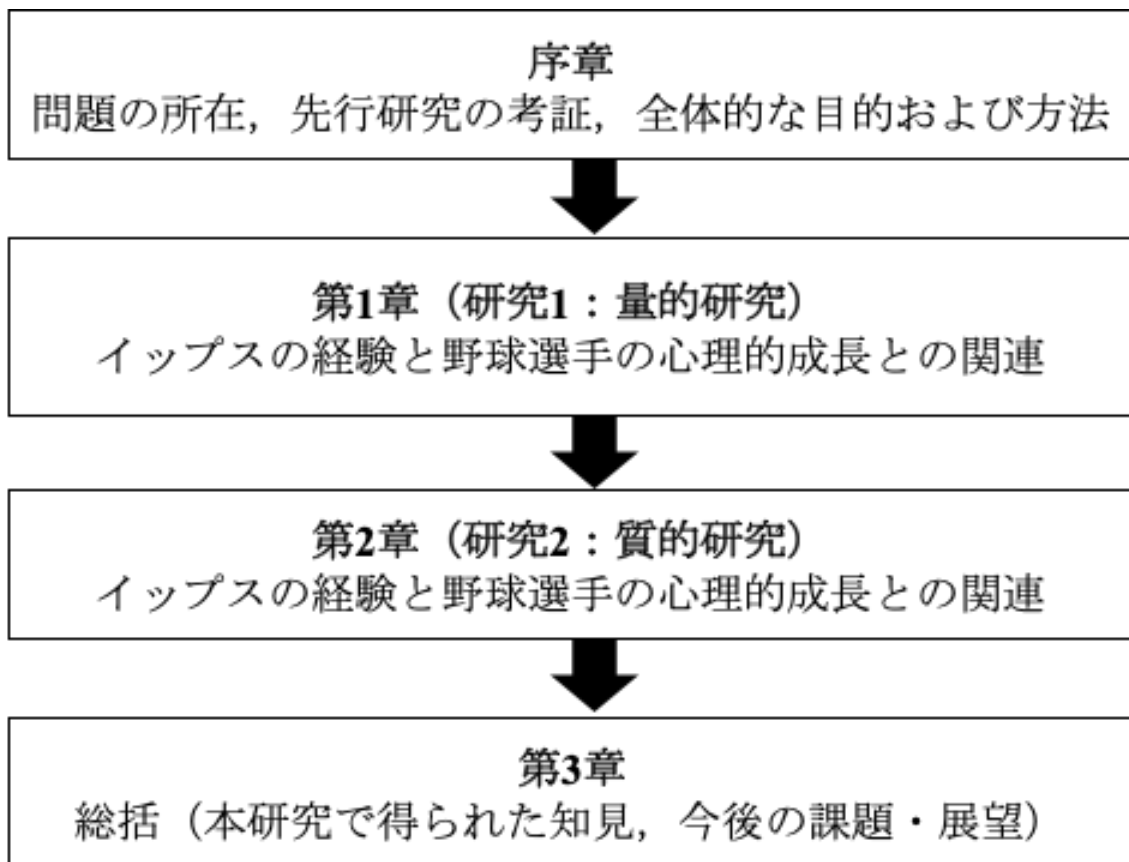 序章
問題の所在，先行研究の考証，全体的な目的および方法
第1章（研究1：量的研究）
イップスの経験と野球選手の心理的成長との関連
第2章（研究2：質的研究）
イップスの経験と野球選手の心理的成長との関連
第3章
総括（本研究で得られた知見，今後の課題・展望）